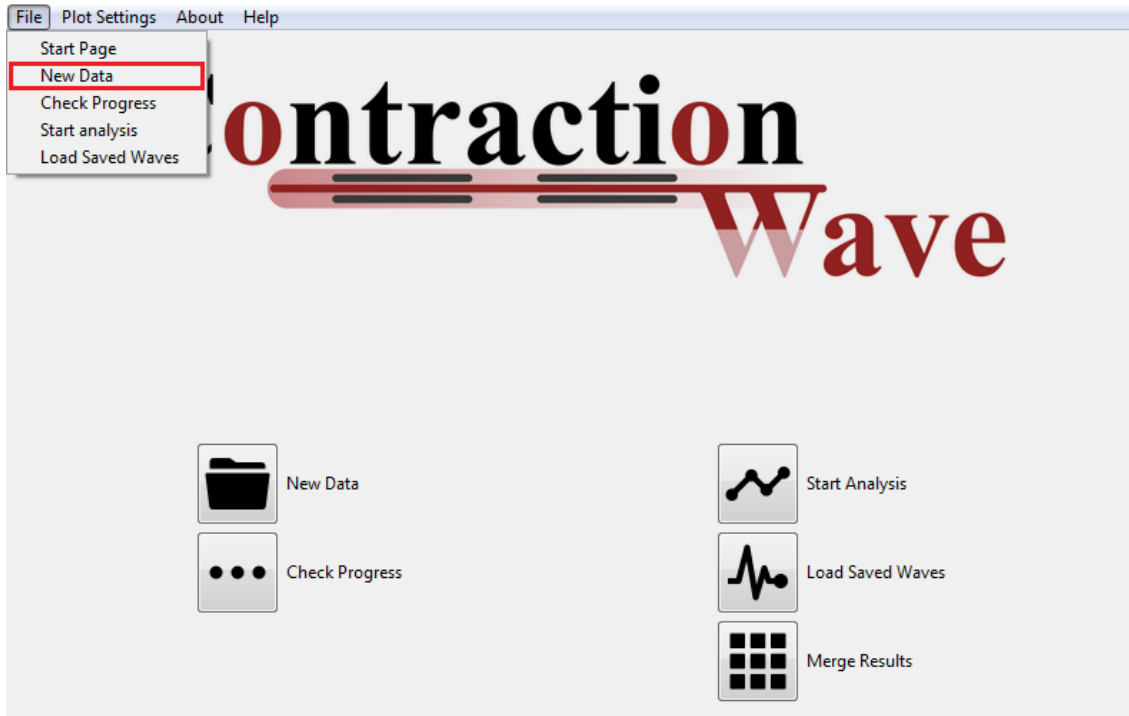 File Plot Settings About Help
Start Page
New Data
Check Progress
Start analysis
Load Saved Waves
Contraction
Wave
New Data
Start Analysis
Check Progress
Load Saved Waves
Merge Results